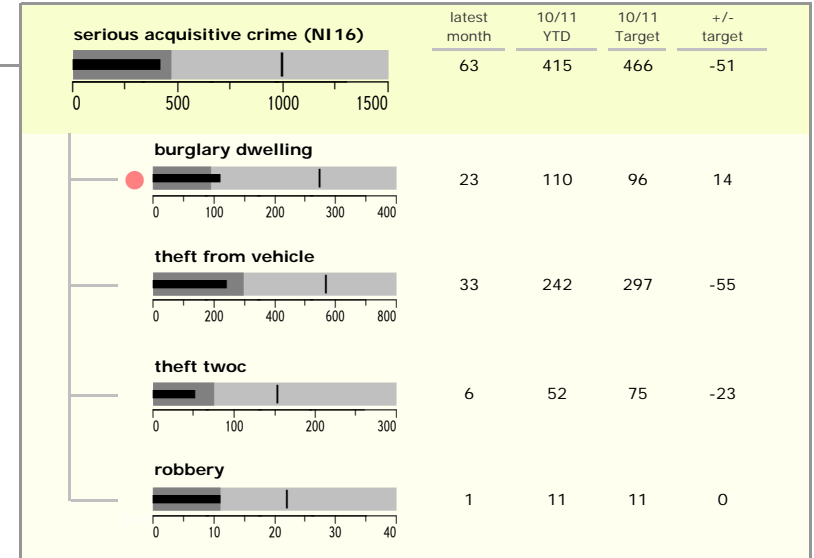 latest 10/11 10/11 +/-
serious acquisitive crime (NI16) month YTD Target target
63 415 466 -51
0 500 1000 1500
burglary dwelling
23 110 96 14
0 100 200 300 400
theft from vehicle
33 242 297 -55
0 200 400 600 800
theft twoc
6 52 75 -23
0 100 200 300
robbery
1 11 11 0
0 10 20 30 40